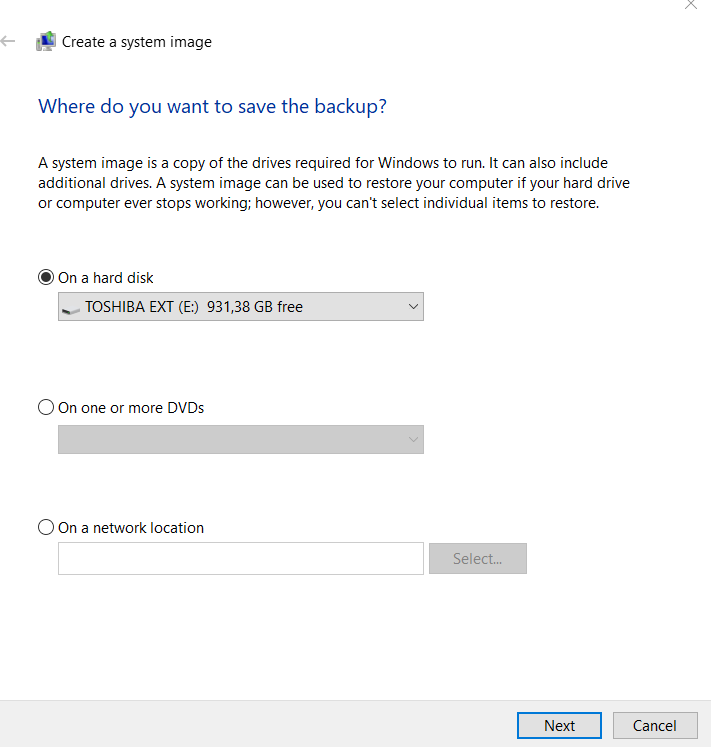 Create a system image
Where do you want to save the backup?
A system image is a copy of the drives required for Windows to run. It can also include
additional drives. A system image can be used to restore your computer if your hard drive
or computer ever stops working; however, you can't select individual items to restore.
On a hard disk
TOSHIBA EXT (E:)  931,38 GB free
On one or more DVDs
On a network location
Select...
Next
Cancel